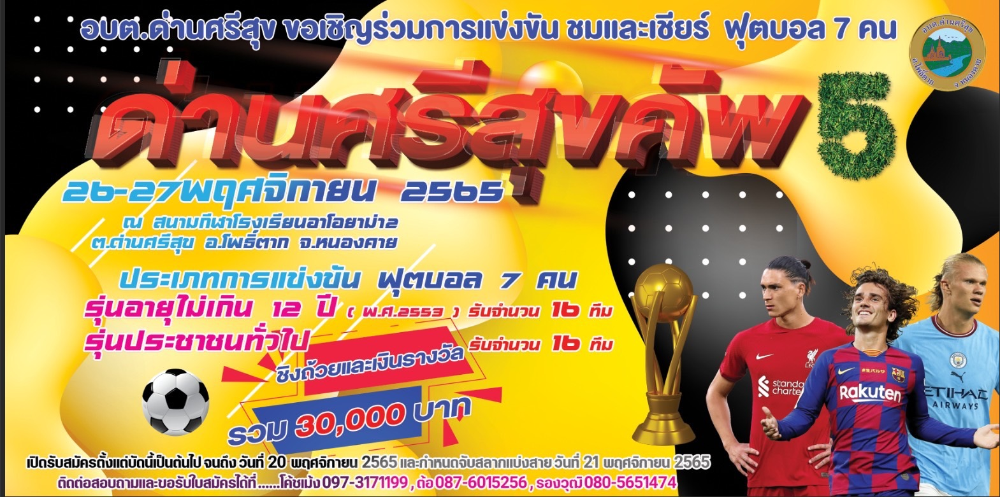 อบต.ด่านศรีสุข ขอเชิญร่วมการแข่งขัน ชมและเชียร์ ฟุตบอล 7 คน
อบต.ด่านศรีสุข
อ.โพธิ์ตาก จ.หนองคาย
ด่านศรีสุขคัพ 5
26-27พฤศจิกายน 2565
ณ สนามกีฬาโรงเรียนอาโอยาม่า2
ต.ด่านศรีสุข อ.โพธิ์ตาก จ.หนองคาย
ประเภทการแข่งขัน ฟุตบอล 7 คน
รุ่นอายุไม่เกิน 12 ปี ( พ.ศ.2553 ) รับจำนวน 16 ทีม
รุ่นประชาชนทั่วไป รับจำนวน 16 ทีม
ชิงถ้วยและเงินรางวัล
รวม 30,000 บาท
standa
charte
#生バルサ
Rakuten
ETIHAD
AIRWAYS
เปิดรับสมัครตั้งแต่บัดนี้เป็นต้นไป จนถึง วันที่ 20 พฤศจิกายน 2565 และกำหนดจับสลากแบ่งสาย วันที่ 21 พฤศจิกายน 2565
ติดต่อสอบถามและขอรับใบสมัครได้ที่......โค้ชเม้ง 097-3171199 , ต้อ 087-6015256 , รองวุฒิ 080-5651474